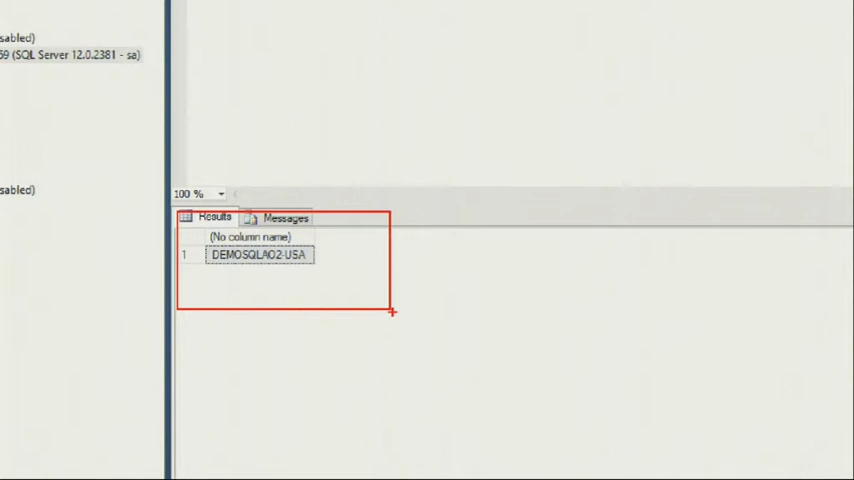 sabled)
59 (SQL Server 12.0.2381 - sa)
sabled)
100 %
Results Messages
(No column name)
1 DEMOSQLAO2-USA